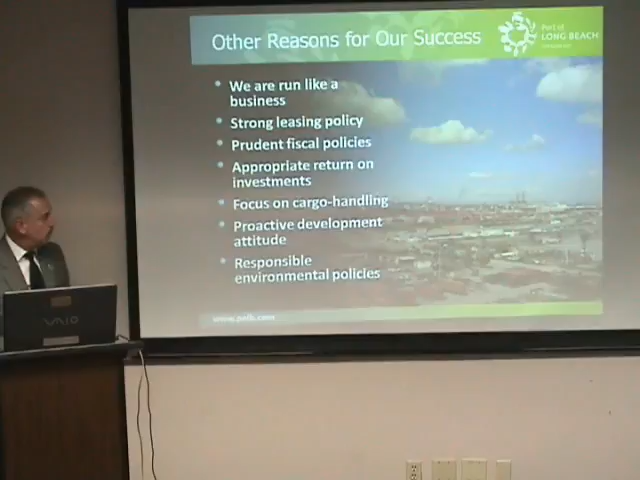 Other Reasons for Our Success
Port of
LONG BEACH
• We are run like a
business
• Strong leasing policy
• Prudent fiscal policies
• Appropriate return on
investments
• Focus on cargo-handling
• Proactive development
attitude
• Responsible
environmental policies
www.polb.com
VAIO